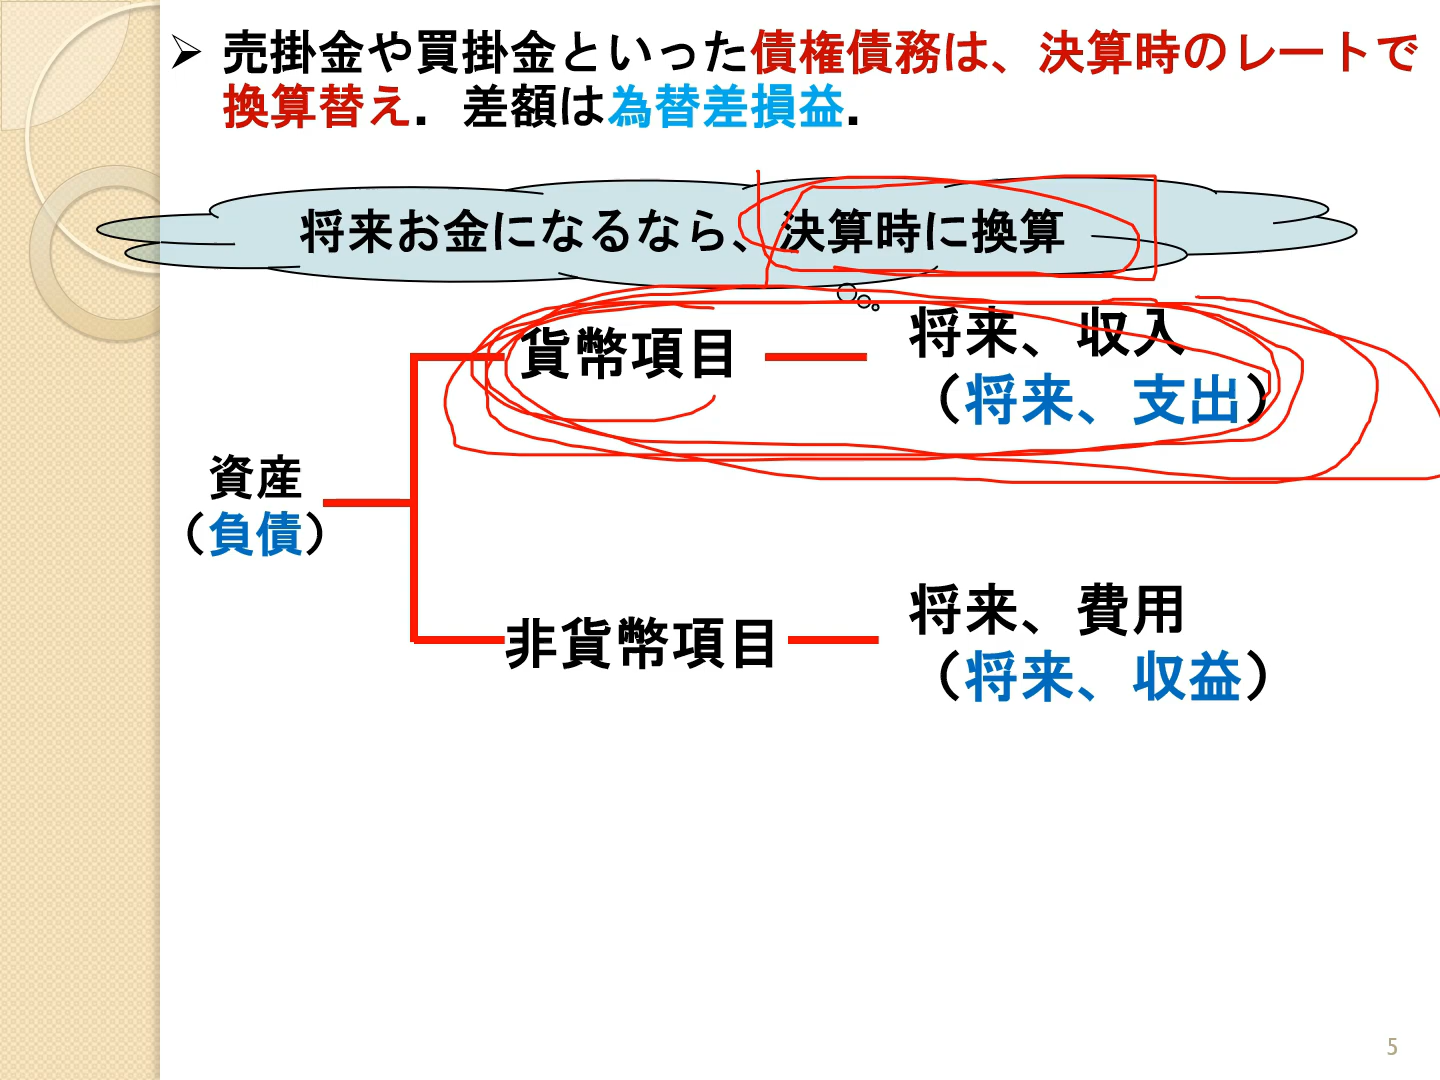 売掛金や買掛金といった債権債務は、決算時のレートで
換算替え．差額は為替差損益．
将来お金になるなら、決算時に換算
貨幣項目
将来、収入
（将来、支出）
資産
（負債）
非貨幣項目
将来、費用
（将来、収益）
5